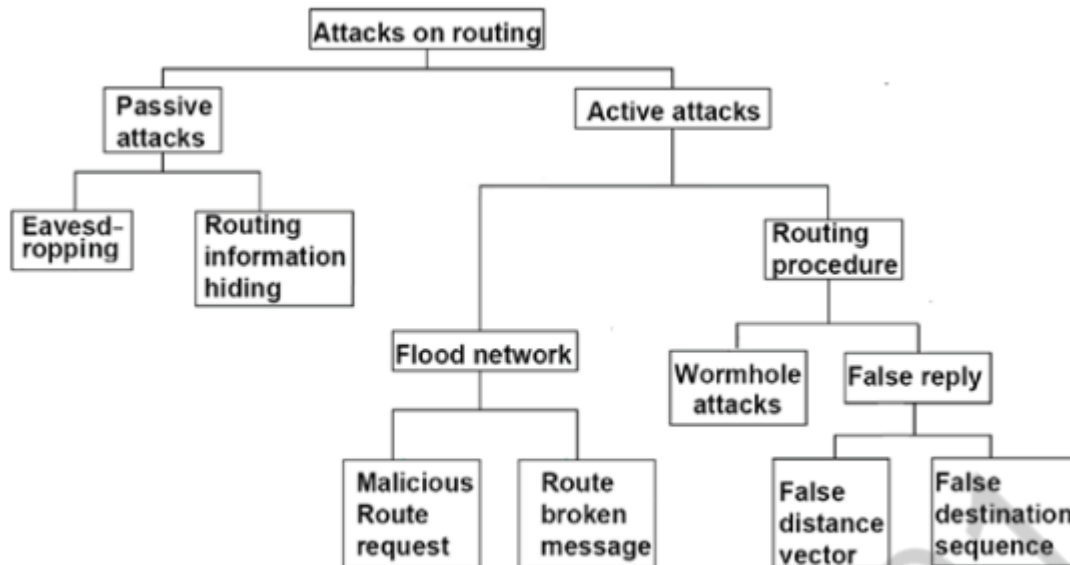 Attacks on routing
Passive
attacks
Active attacks
Eavesd-
ropping
Routing
information
hiding
Routing
procedure
Flood network
Wormhole
attacks
False reply
Malicious
Route
request
Route
broken
message
False
distance
vector
False
destination
sequence